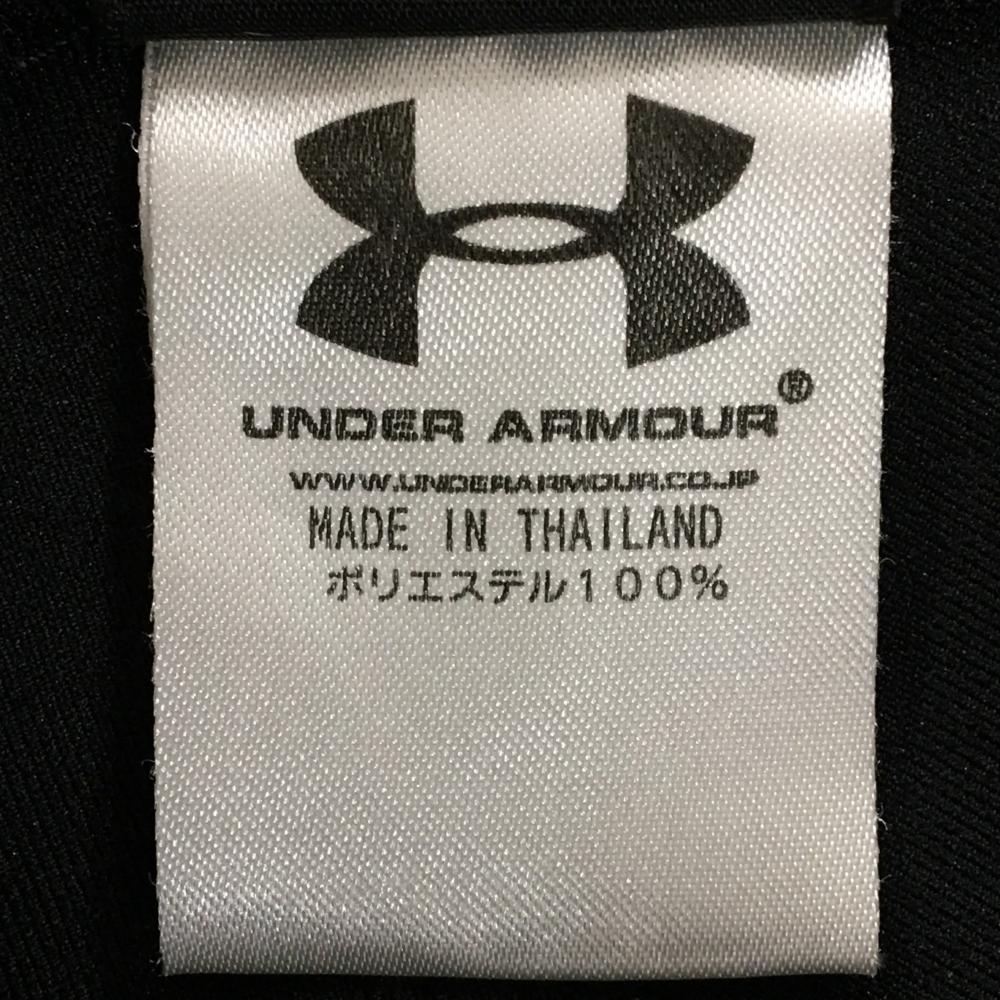 UNDER ARMOUR®
WWW.UNDERARMOUR.CO.JP
MADE IN THAILAND
ポリエステル１００％